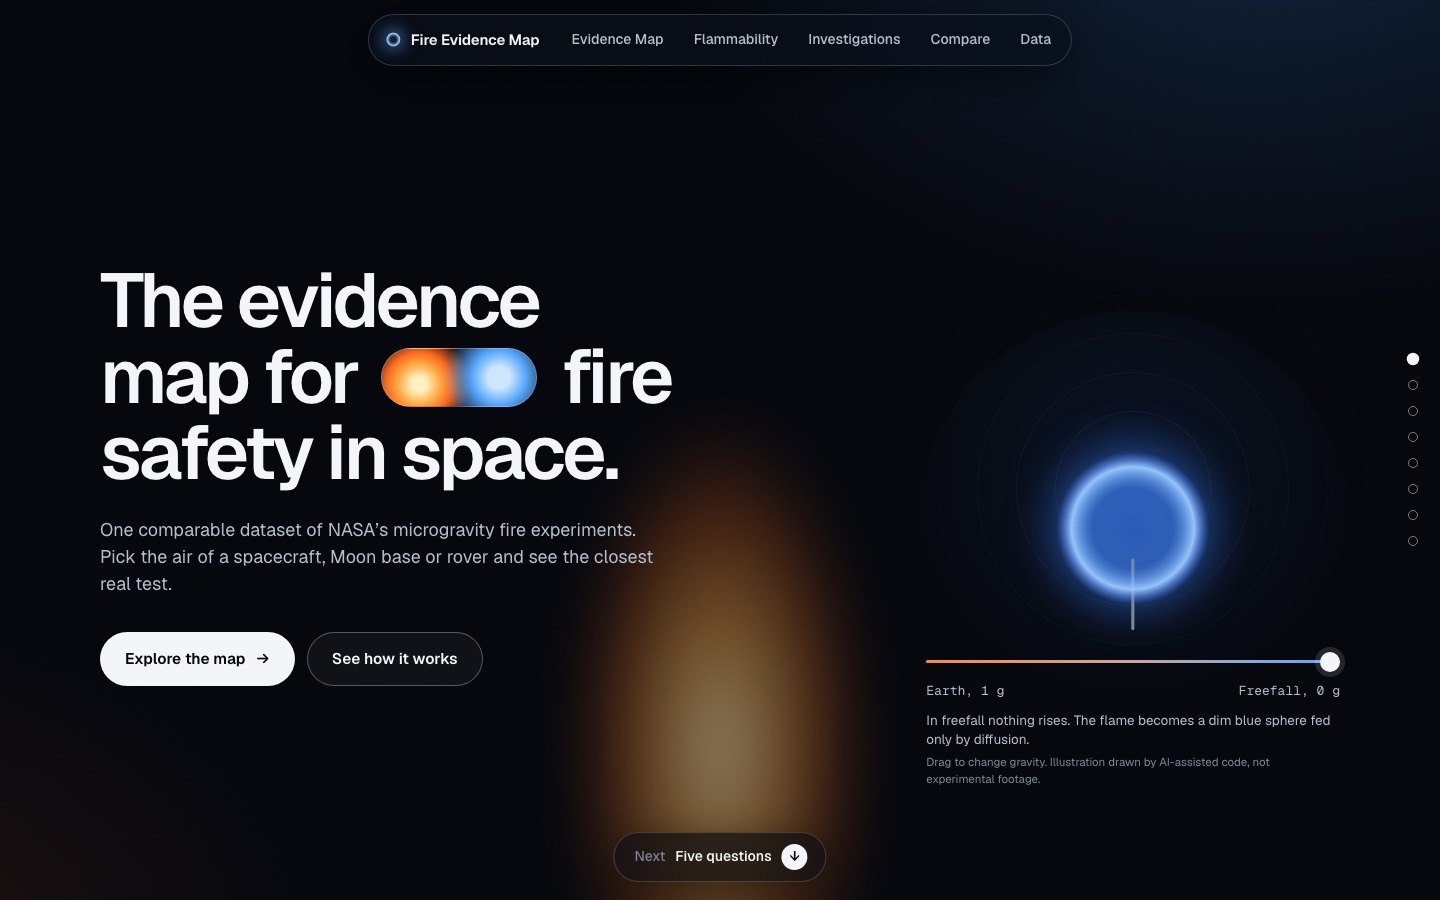 Fire Evidence Map Evidence Map Flammability Investigations Compare Data
The evidence
map for fire
safety in space.
One comparable dataset of NASA’s microgravity fire experiments.
Pick the air of a spacecraft, Moon base or rover and see the closest
real test.
Explore the map → See how it works
Earth, 1 g Freefall, 0 g
In freefall nothing rises. The flame becomes a dim blue sphere fed
only by diffusion.
Drag to change gravity. Illustration drawn by AI-assisted code, not
experimental footage.
Next Five questions ↓